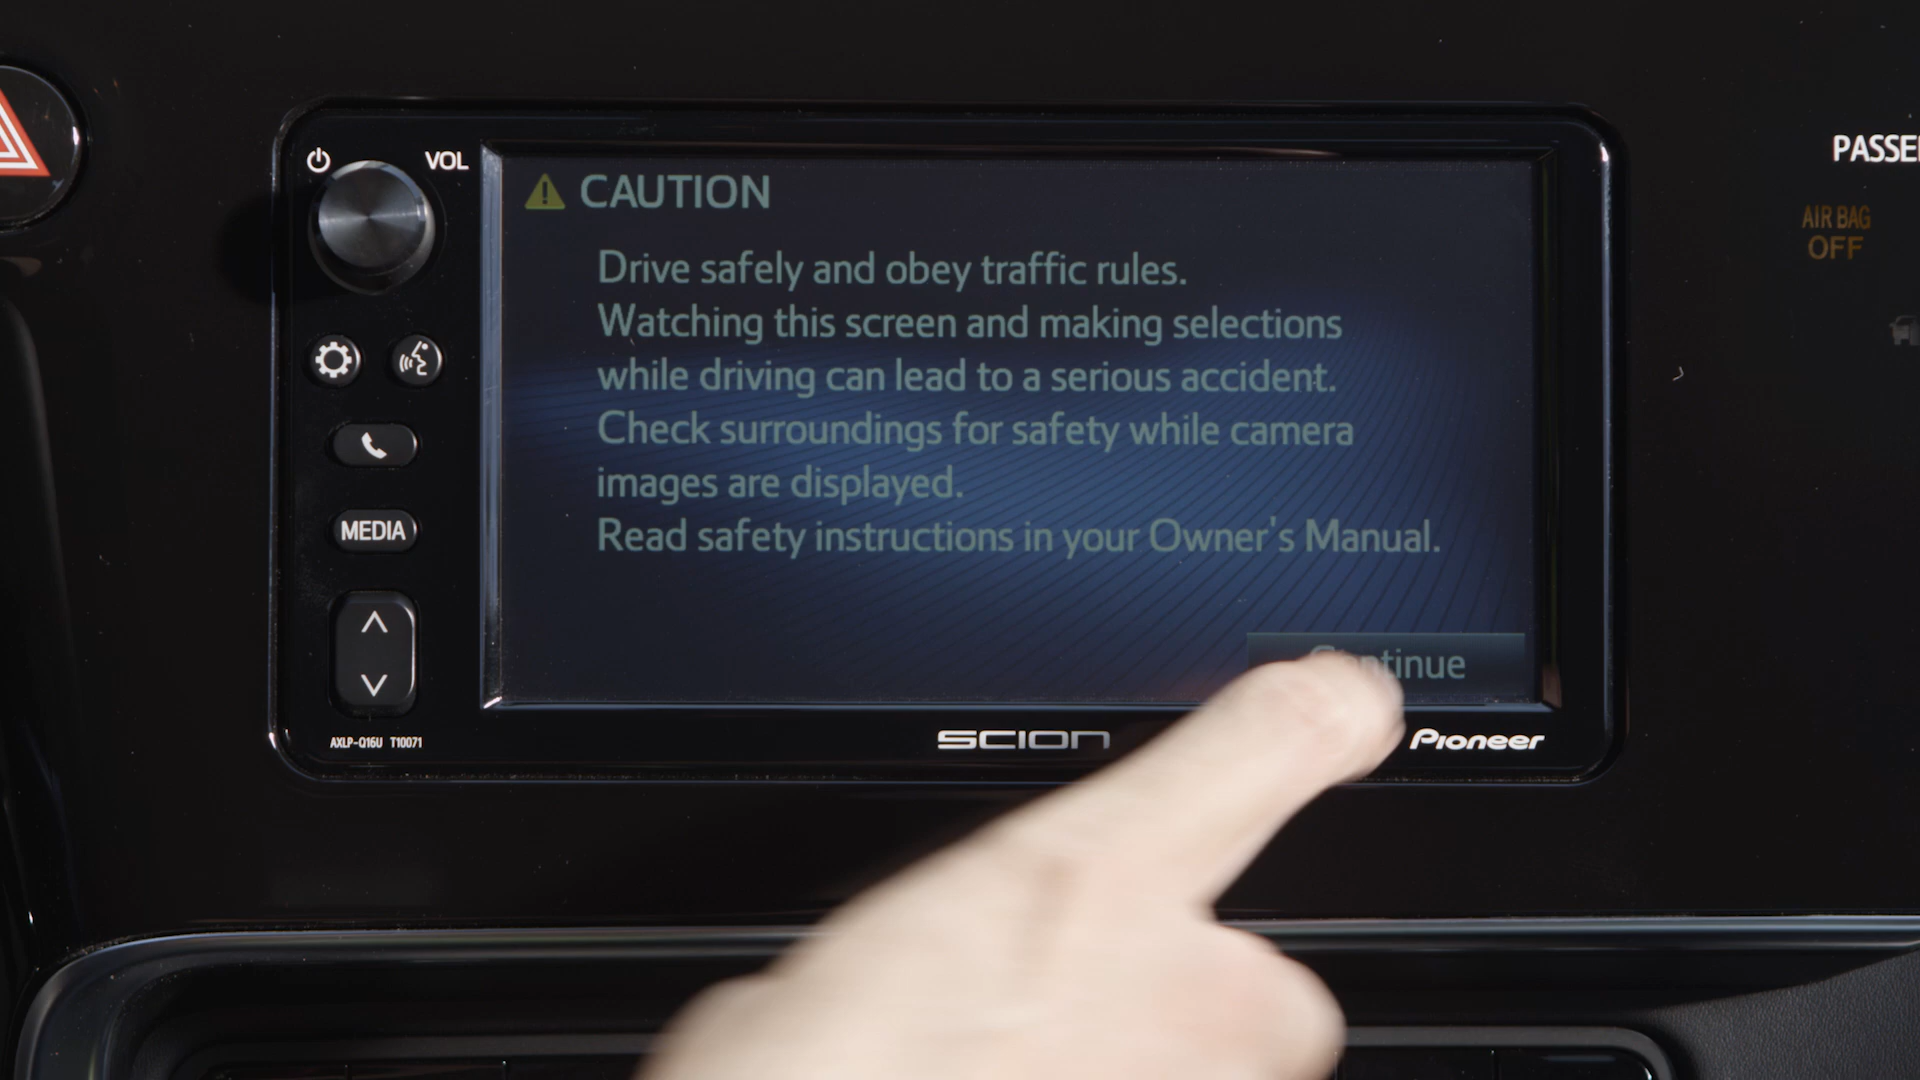 VOL
CAUTION
Drive safely and obey traffic rules.
Watching this screen and making selections
while driving can lead to a serious accident.
Check surroundings for safety while camera
images are displayed.
Read safety instructions in your Owner's Manual.
Continue
MEDIA
AXLP-Q16U T10071
SCION
Pioneer
PASSE
AIR BAG
OFF